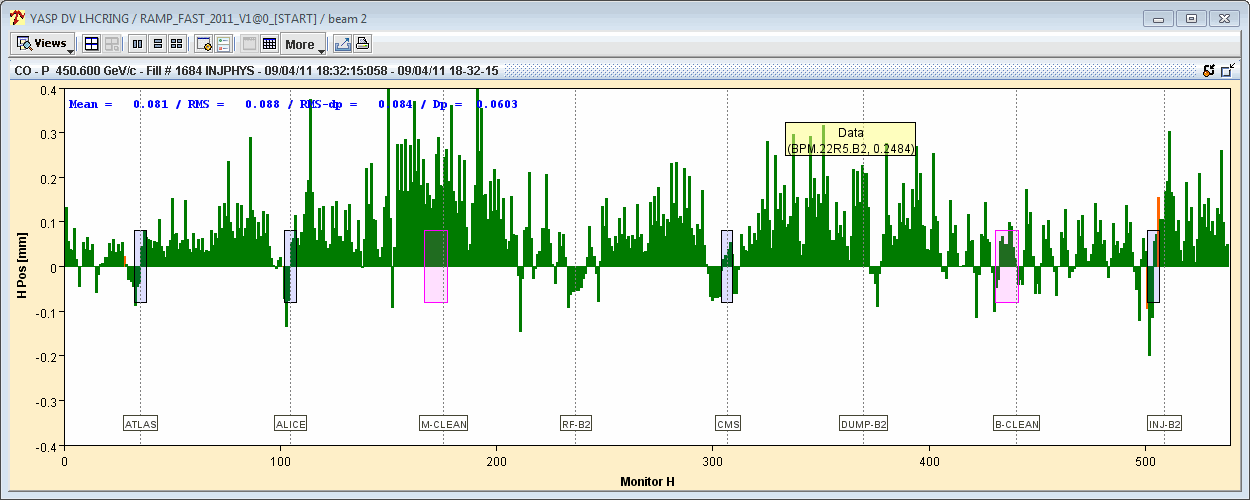 YASP DV LHCRING / RAMP_FAST_2011_V1@0_[START] / beam 2
Views More
CO - P 450.600 GeV/c - Fill # 1684 INJPHYS - 09/04/11 18:32:15:058 - 09/04/11 18-32-15
Mean = 0.081 / RMS = 0.088 / RMS-dp = 0.084 / Dp = 0.0603
Data
(BPM.22R5.B2, 0.2484)
0.4
0.3
0.2
0.1
0
-0.1
-0.2
-0.3
-0.4
H Pos [mm]
ATLAS ALICE M-CLEAN RF-B2 CMS DUMP-B2 B-CLEAN INJ-B2
0 100 200 300 400 500
Monitor H